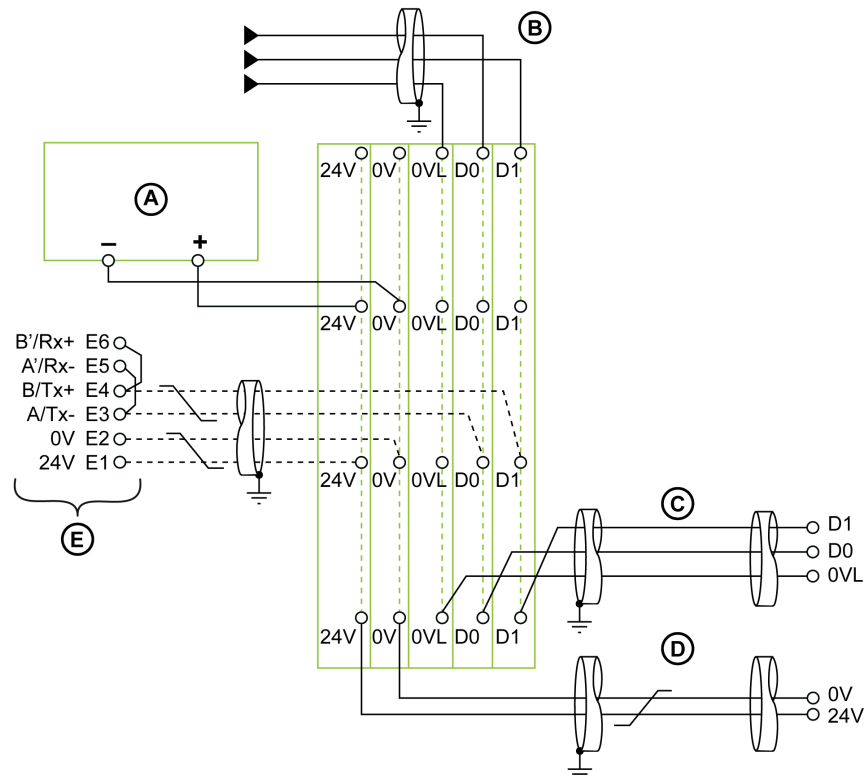 B
24V 0V 0VL D0 D1
A
− +
24V 0V 0VL D0 D1
B’/Rx+ E6
A’/Rx- E5
B/Tx+ E4
A/Tx- E3
0V E2
24V E1
24V 0V 0VL D0 D1
E
C
D1
D0
0VL
24V 0V 0VL D0 D1
D
0V
24V